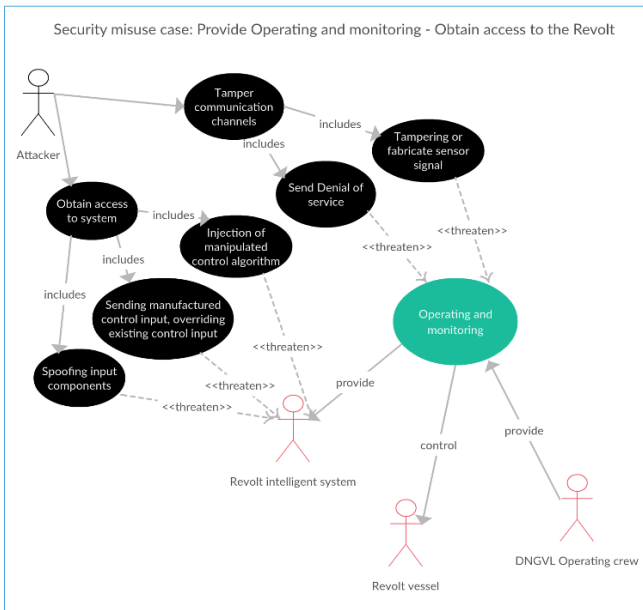 Security misuse case: Provide Operating and monitoring - Obtain access to the Revolt
Attacker
Tamper
communication
channels
includes
includes
Tampering or
fabricate sensor
signal
Send Denial of
service
Obtain access
to system
includes
Injection of
manipulated
control algorithm
<<threaten>>
<<threaten>>
includes
includes
Sending manufactured
control input, overriding
existing control input
Operating and
monitoring
<<threaten>>
Spoofing input
components
<<threaten>>
<<threaten>>
provide
Revolt intelligent system
control
provide
Revolt vessel
DNGVL Operating crew